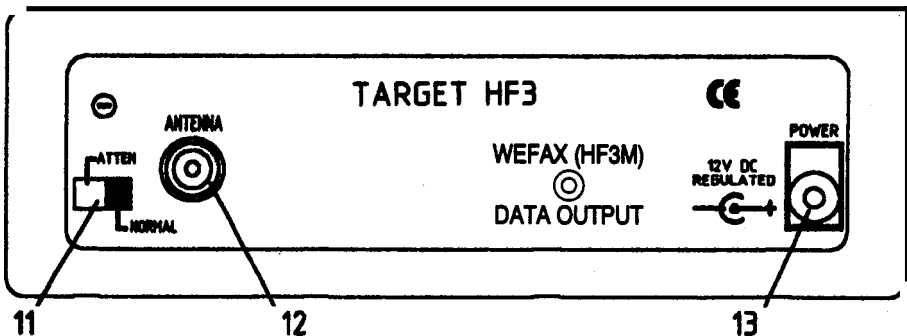 TARGET HF3
CE
ANTENNA
ATTEN
NORMAL
WEFAX (HF3M)
DATA OUTPUT
POWER
12V DC
REGULATED
+
11
12
13